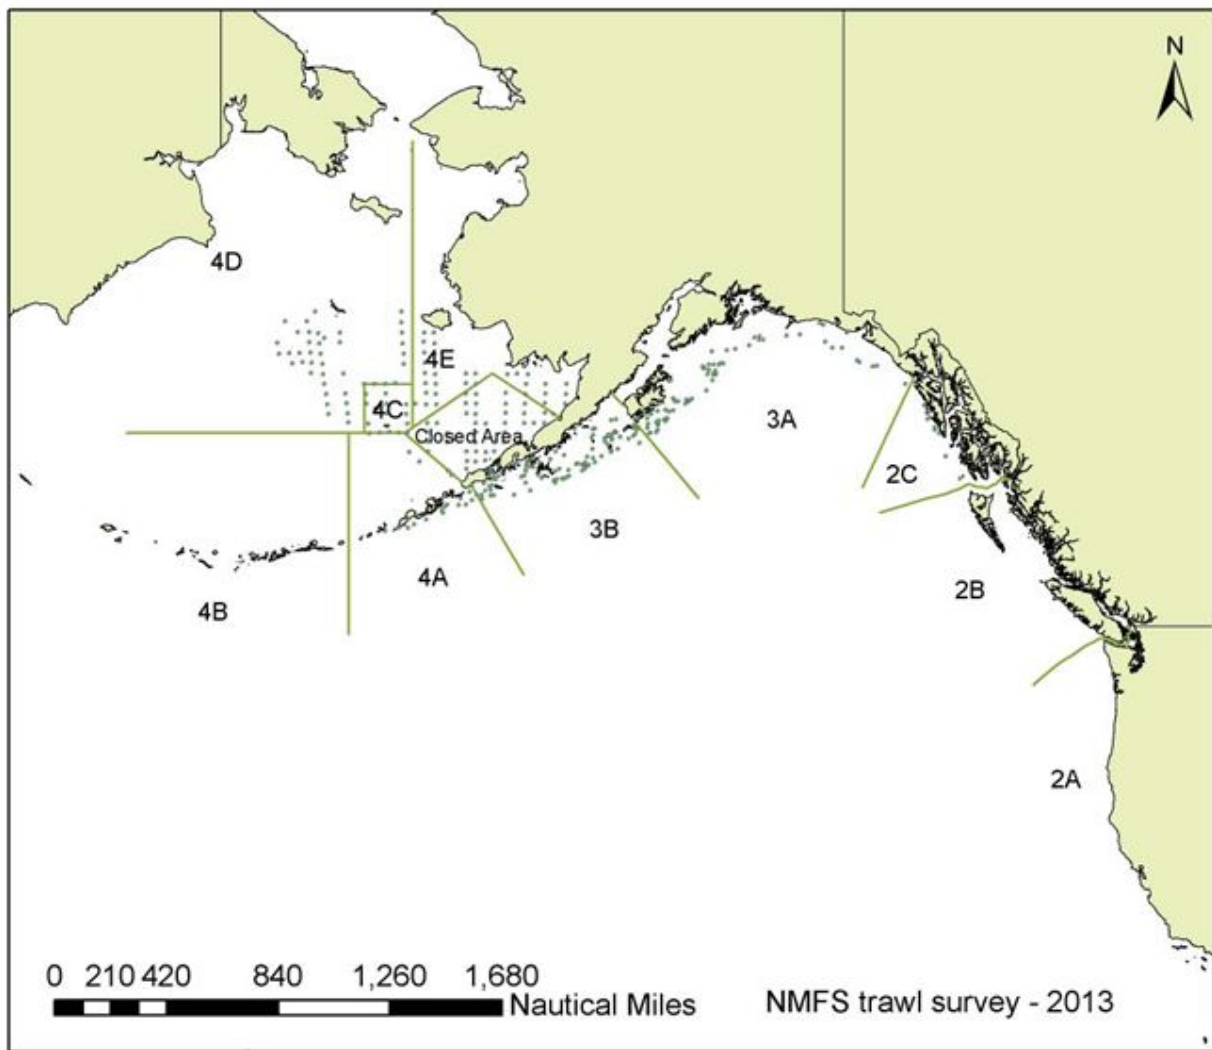 N
4D
4E
4C
Closed Area
3A
2C
3B
4A
2B
4B
2A
0 210 420 840 1,260 1,680
Nautical Miles
NMFS trawl survey - 2013